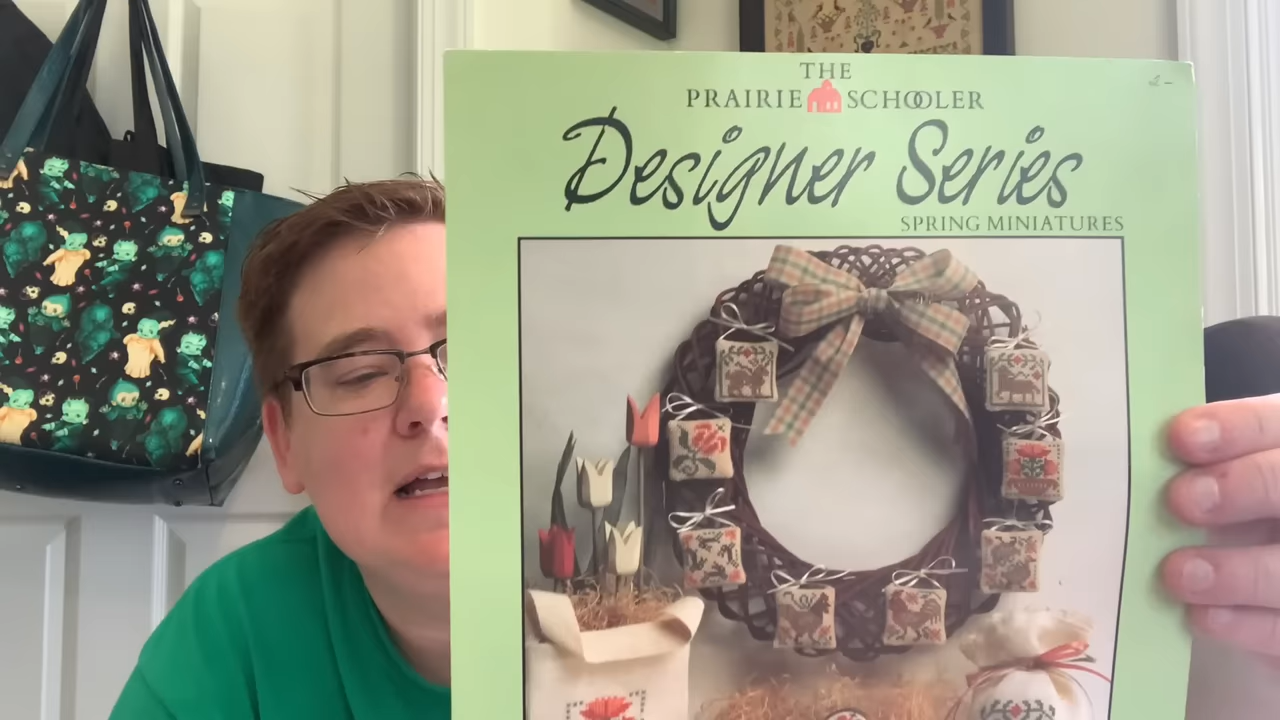 THE
PRAIRIE SCHOOLER
Designer Series
SPRING MINIATURES